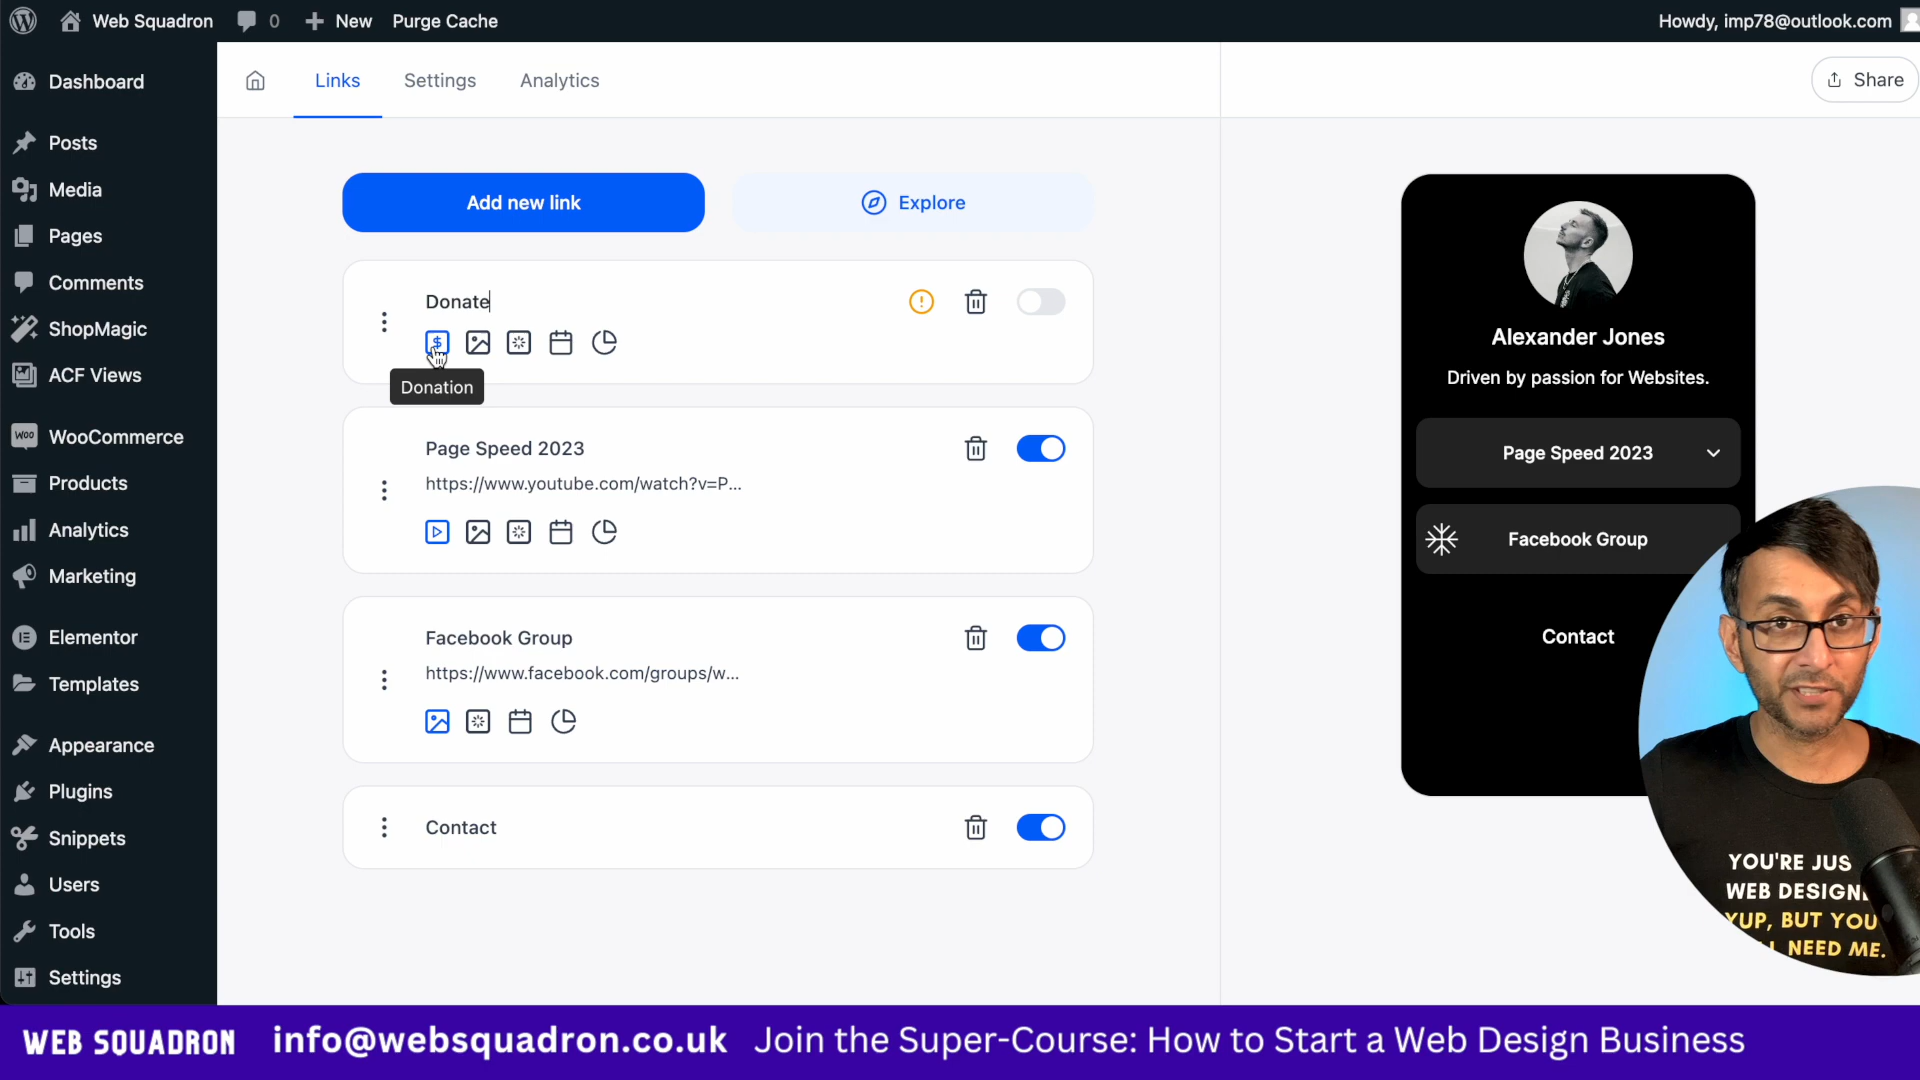 Web Squadron
0
New
Purge Cache
Howdy, imp78@outlook.com
Dashboard
Posts
Media
Pages
Comments
ShopMagic
ACF Views
WooCommerce
Products
Analytics
Marketing
Elementor
Templates
Appearance
Plugins
Snippets
Users
Tools
Settings
Links
Settings
Analytics
Share
Add new link
Explore
Donate
Donation
Page Speed 2023
https://www.youtube.com/watch?v=P...
Facebook Group
https://www.facebook.com/groups/w...
Contact
Alexander Jones
Driven by passion for Websites.
Page Speed 2023
Facebook Group
Contact
YOU'RE JUS
WEB DESIGN
YUP, BUT YOU
NEED ME.
WEB SQUADRON
info@websquadron.co.uk
Join the Super-Course: How to Start a Web Design Business